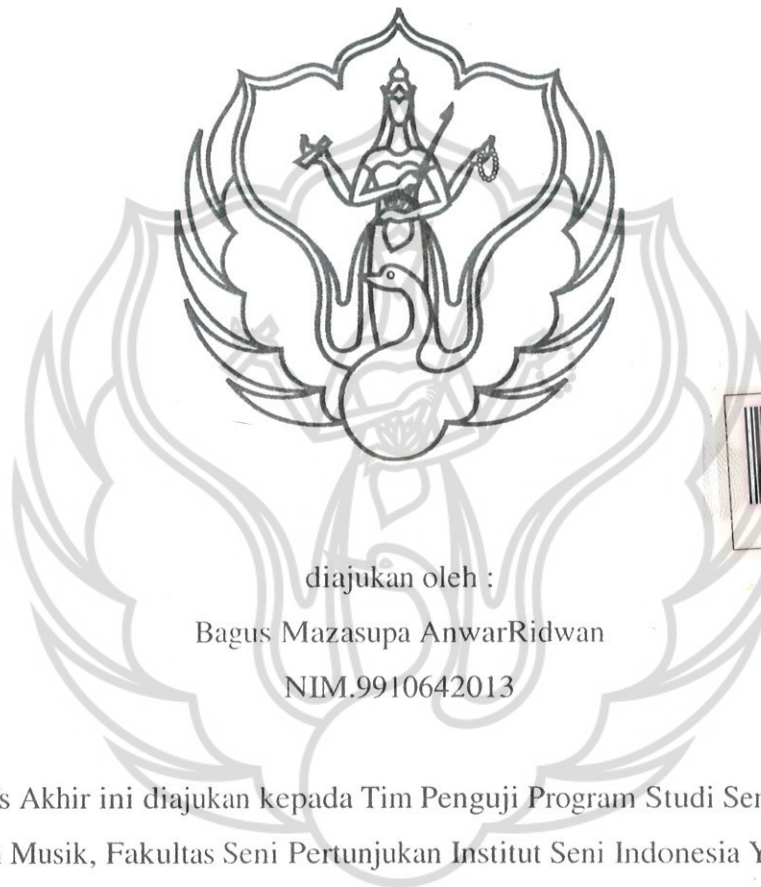 diajukan oleh :
Bagus Mazasupa AnwarRidwan
NIM.9910642013
Akhir ini diajukan kepada Tim Penguji Program Studi
Musik, Fakultas Seni Pertunjukan Institut Seni Indonesia